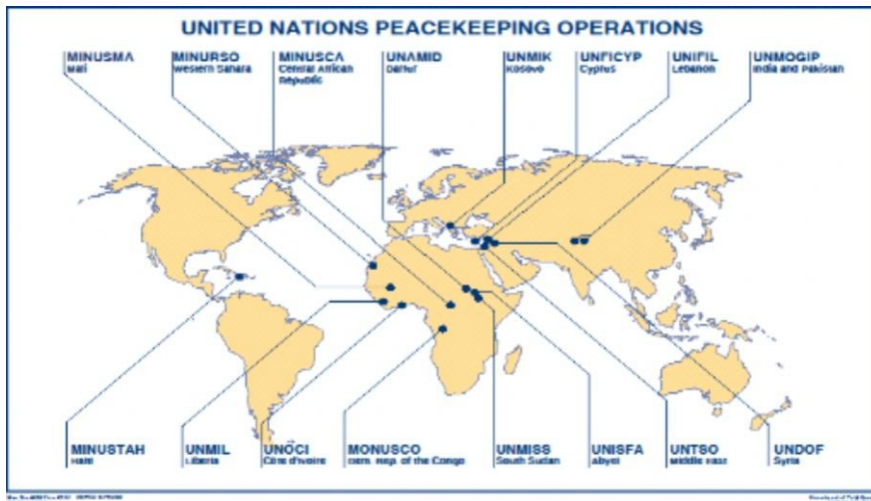 UNITED NATIONS PEACEKEEPING OPERATIONS
MINUSMA
Mali
MINURSO
Western Sahara
MINUSCA
Central African
Republic
UNAMID
Darfur
UNMIK
Kosovo
UNFICYP
Cyprus
UNIFIL
Lebanon
UNMOGIP
India and Pakistan
MINUSTAH
Haiti
UNMIL
Liberia
UNOCI
Côte d'Ivoire
MONUSCO
Dem. Rep. of the Congo
UNMISS
South Sudan
UNISFA
Abyei
UNTSO
Middle East
UNDOF
Syria